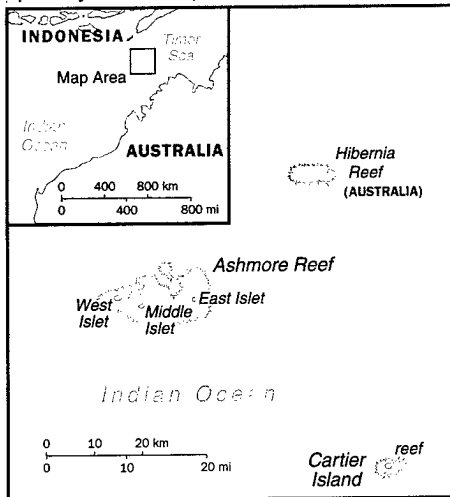 INDONESIA
Timor
Sea
Map Area
Indian
Ocean
AUSTRALIA
0 400 800 km
0 400 800 mi
Hibernia
Reef
(AUSTRALIA)
Ashmore Reef
West
Islet
Middle
Islet
East Islet
Indian Ocean
0 10 20 km
0 10 20 mi
Cartier
Island
reef